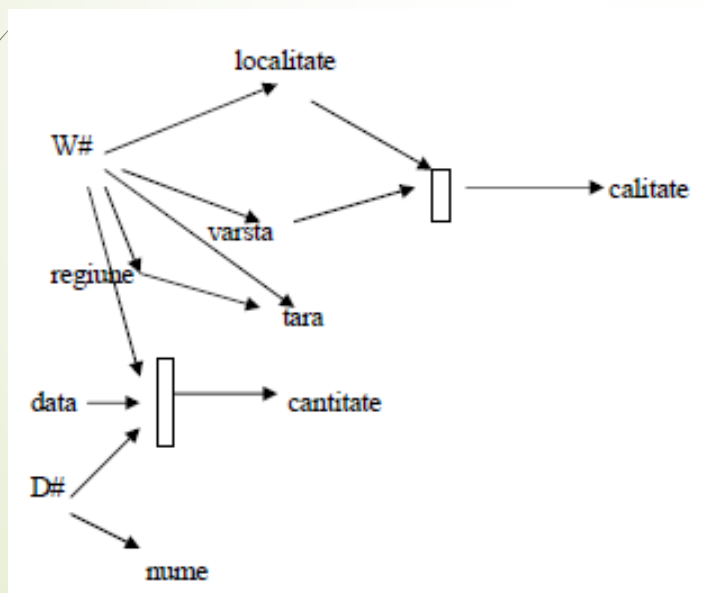 localitate
W#
calitate
varsta
regiune
tara
data
cantitate
D#
nume